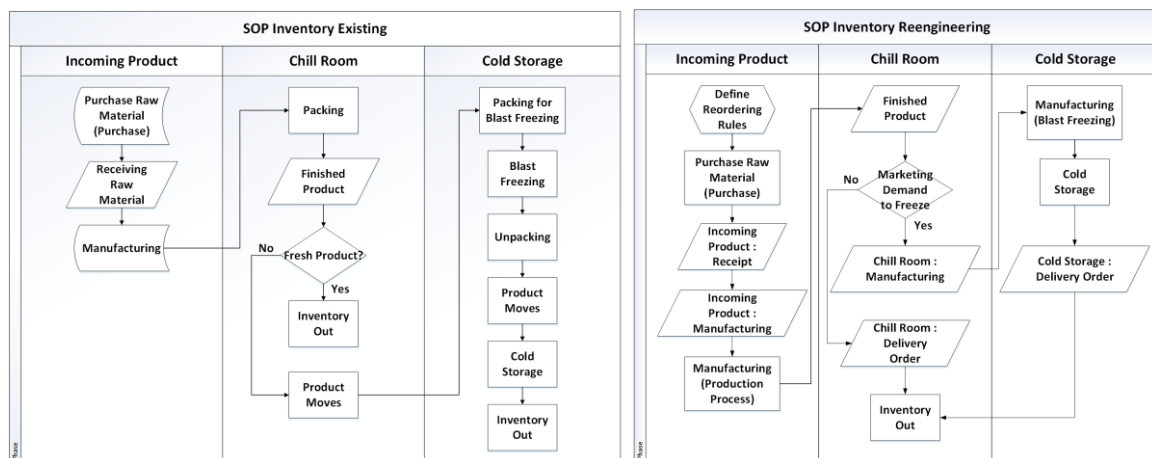 SOP Inventory Existing
Incoming Product
Chill Room
Cold Storage
Purchase Raw
Material
(Purchase)
Receiving
Raw
Material
Manufacturing
Packing
Finished
Product
No
Fresh Product?
Yes
Inventory
Out
Product
Moves
Packing for
Blast Freezing
Blast
Freezing
Unpacking
Product
Moves
Cold
Storage
Inventory
Out
Phase
SOP Inventory Reengineering
Incoming Product
Chill Room
Cold Storage
Define
Reordering
Rules
Purchase Raw
Material
(Purchase)
Incoming
Product :
Receipt
Incoming
Product :
Manufacturing
Manufacturing
(Production
Process)
Finished
Product
No
Marketing
Demand
to Freeze
Yes
Chill Room :
Manufacturing
Chill Room :
Delivery
Order
Inventory
Out
Manufacturing
(Blast Freezing)
Cold
Storage
Cold Storage :
Delivery Order
Phase